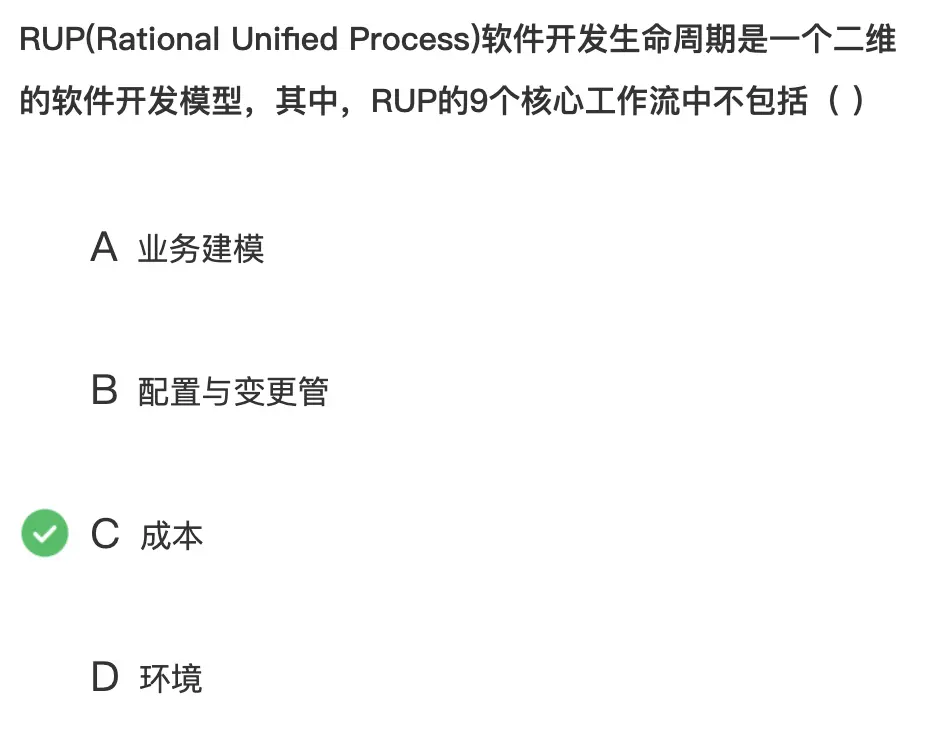 RUP(Rational Unified Process)软件开发生命周期是一个二维
的软件开发模型，其中，RUP的9个核心工作流中不包括（ ）
A 业务建模
B 配置与变更管
C 成本
D 环境